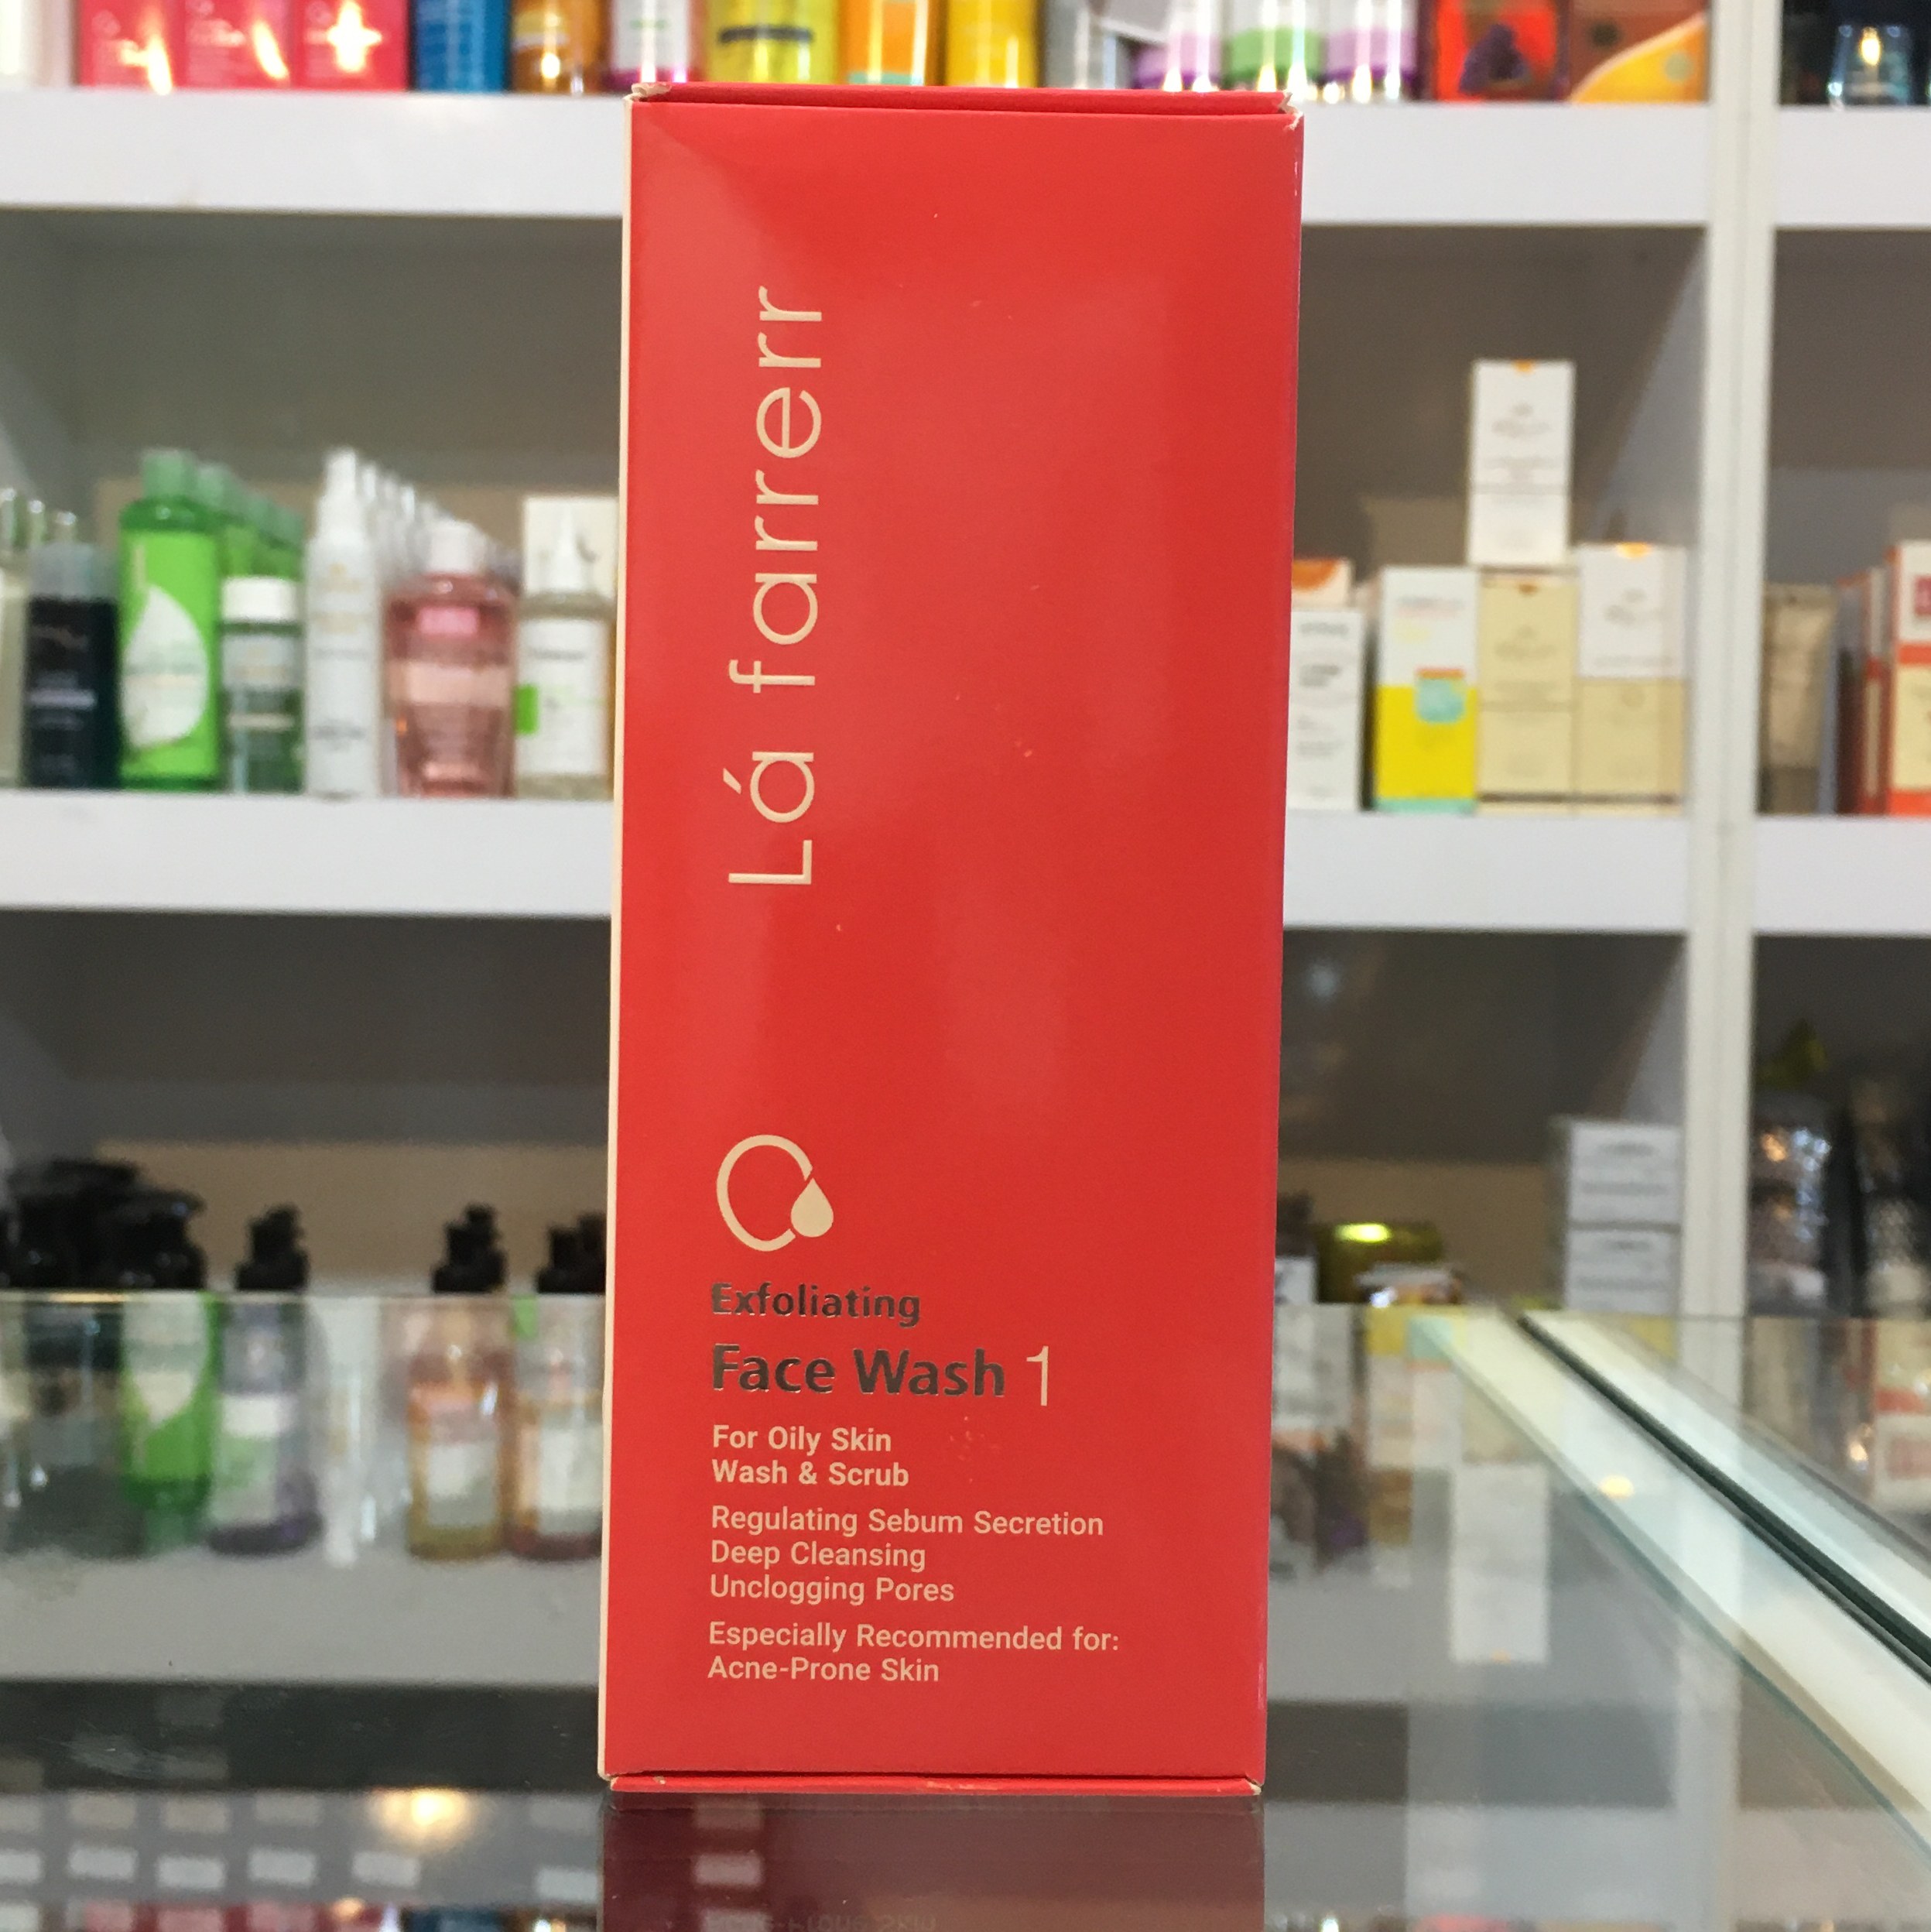 Lá farrerr
Exfoliating
Face Wash 1
For Oily Skin
Wash & Scrub
Regulating Sebum Secretion
Deep Cleansing
Unclogging Pores
Especially Recommended for:
Acne-Prone Skin